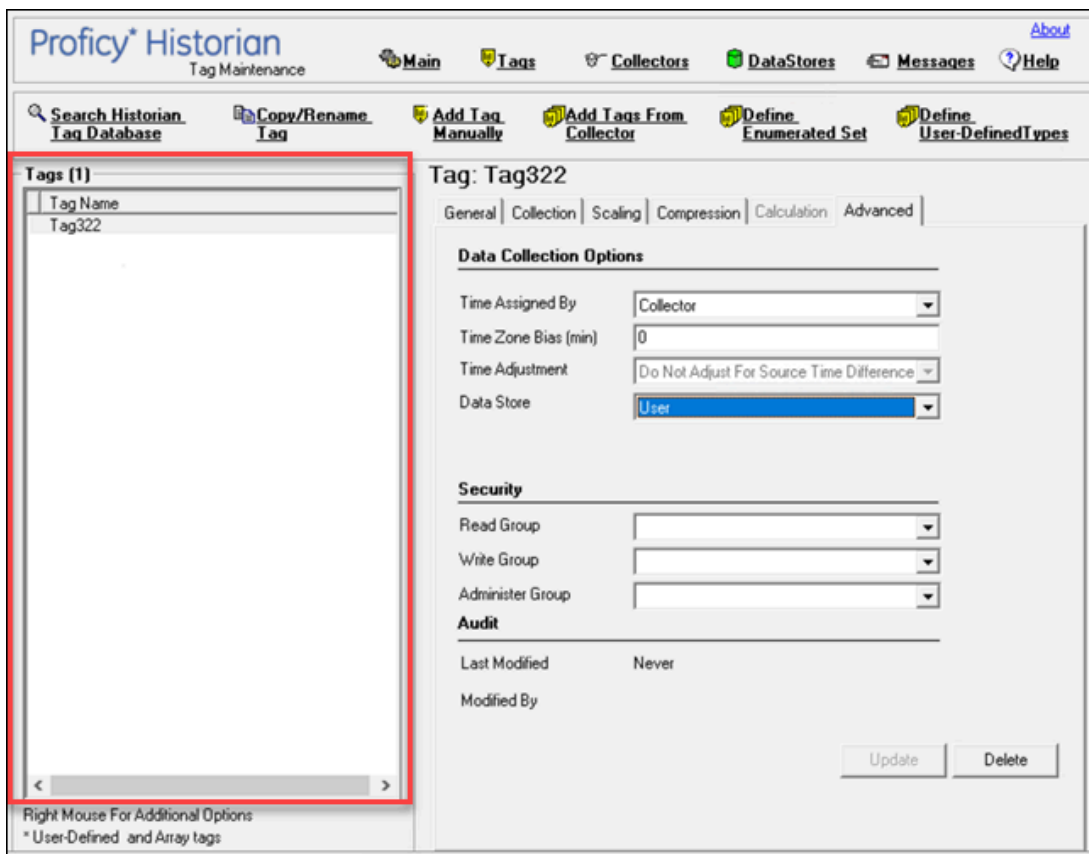 About
Proficy* Historian
Tag Maintenance
Main
Tags
Collectors
DataStores
Messages
Help
Search Historian
Tag Database
Copy/Rename
Tag
Add Tag
Manually
Add Tags From
Collector
Define
Enumerated Set
Define
User-DefinedTypes
Tags (1)
Tag Name
Tag322
Right Mouse For Additional Options
* User-Defined and Array tags
Tag: Tag322
General Collection Scaling Compression Calculation Advanced
Data Collection Options
Time Assigned By Collector
Time Zone Bias (min) 0
Time Adjustment Do Not Adjust For Source Time Difference
Data Store User
Security
Read Group
Write Group
Administer Group
Audit
Last Modified Never
Modified By
Update Delete